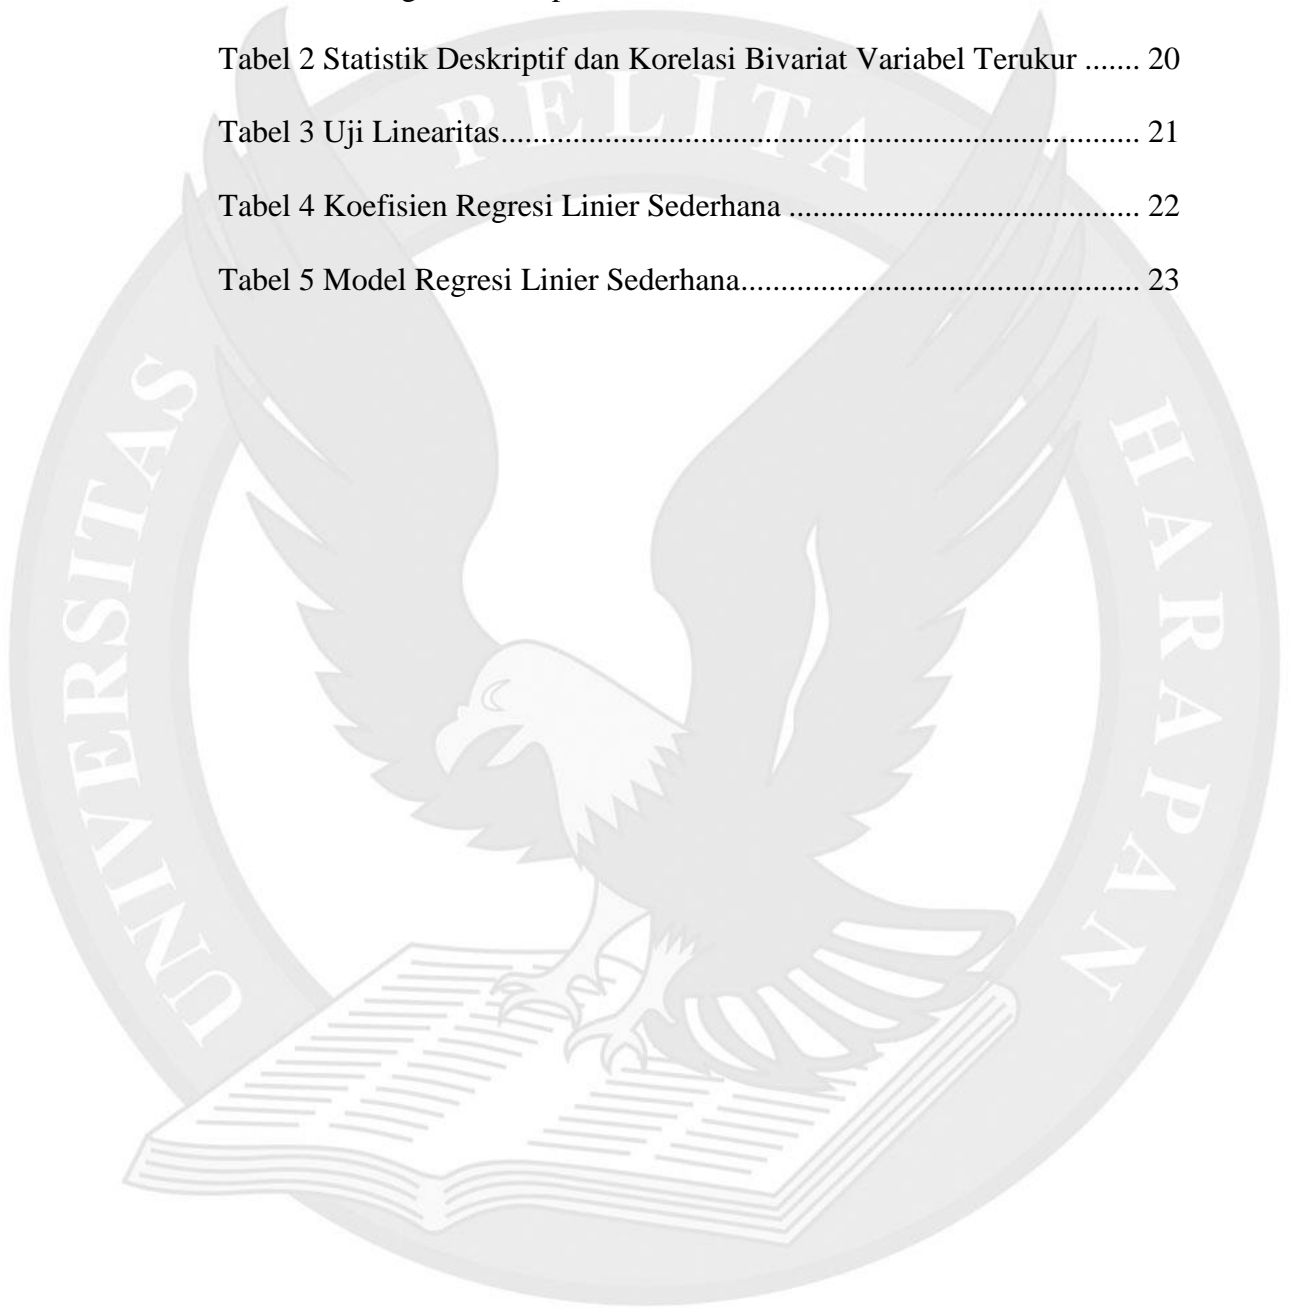 Tabel 2 Statistik Deskriptif dan Korelasi Bivariat Variabel Terukur ....... 20
Tabel 3 Uji Linearitas................................................................................ 21
Tabel 4 Koefisien Regresi Linier Sederhana ............................................ 22
Tabel 5 Model Regresi Linier Sederhana.................................................. 23
UNIVERSITAS PELITA HARAPAN